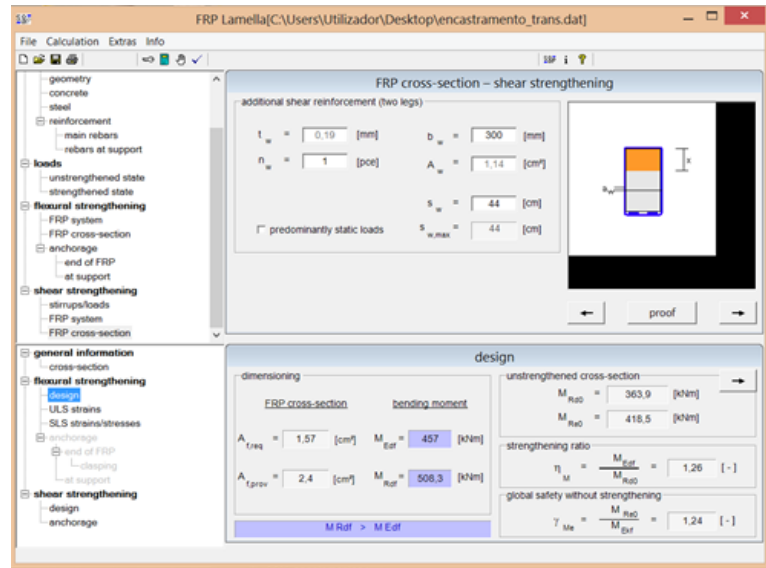 FRP Lamella[C:\Users\Utilizador\Desktop\encastramento_trans.dat]
File Calculation Extras Info
geometry
concrete
steel
reinforcement
main rebars
rebars at support
loads
unstrengthened state
strengthened state
flexural strengthening
FRP system
FRP cross-section
anchorage
end of FRP
at support
shear strengthening
stirrups/loads
FRP system
FRP cross-section
FRP cross-section – shear strengthening
additional shear reinforcement (two legs)
t w = 0,19 [mm] b w = 300 [mm]
n w = 1 [pce] A w = 1,14 [cm²]
s w = 44 [cm]
predominantly static loads s w,max = 44 [cm]
x
a w
proof
general information
cross-section
flexural strengthening
design
ULS strains
SLS strains/stresses
anchorage
end of FRP
clasping
at support
shear strengthening
design
anchorage
design
dimensioning
FRP cross-section bending moment
A f,req = 1,57 [cm²] M Edf = 457 [kNm]
A f,prov = 2,4 [cm²] M Rdf = 508,3 [kNm]
M Rdf > M Edf
unstrengthened cross-section
M Rd0 = 363,9 [kNm]
M Re0 = 418,5 [kNm]
strengthening ratio
η M = M Edf / M Rd0 = 1,26 [-]
global safety without strengthening
γ Me = M Re0 / M Ekf = 1,24 [-]